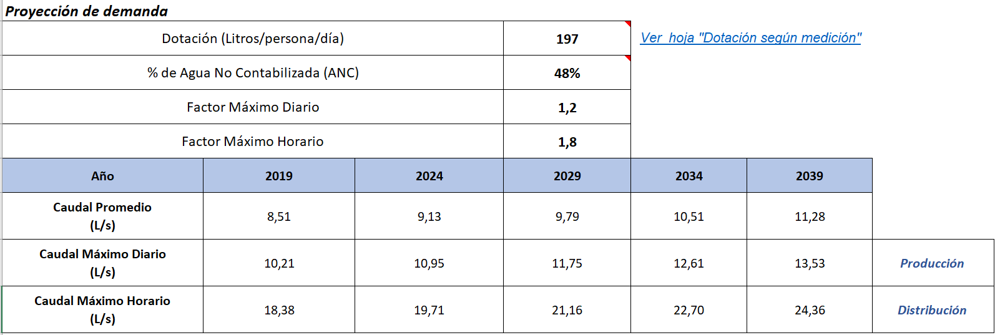 Proyección de demanda
Dotación (Litros/persona/día) 197 Ver hoja "Dotación según medición"
% de Agua No Contabilizada (ANC) 48%
Factor Máximo Diario 1,2
Factor Máximo Horario 1,8
Año 2019 2024 2029 2034 2039
Caudal Promedio
(L/s) 8,51 9,13 9,79 10,51 11,28
Caudal Máximo Diario
(L/s) 10,21 10,95 11,75 12,61 13,53 Producción
Caudal Máximo Horario
(L/s) 18,38 19,71 21,16 22,70 24,36 Distribución